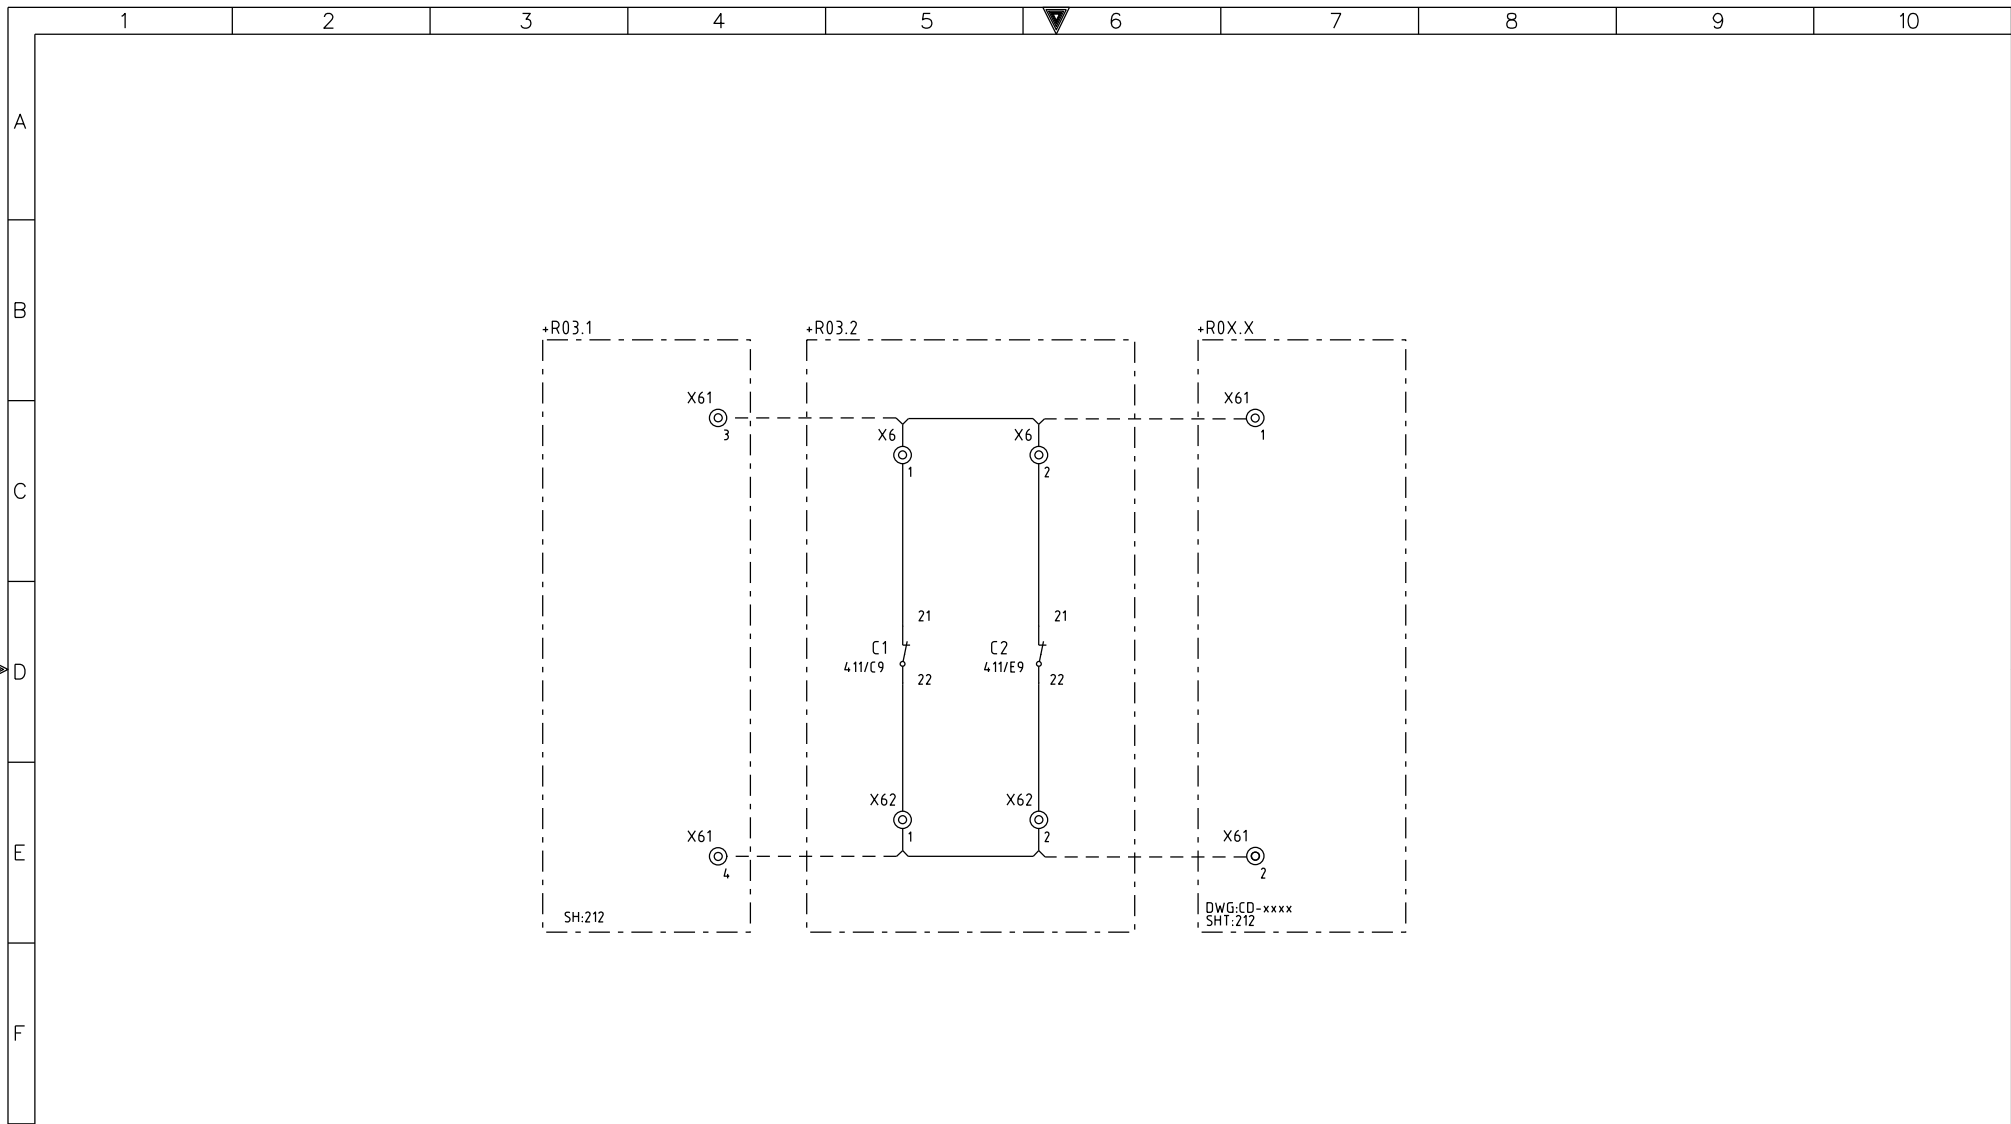 1 2 3 4 5 6 7 8 9 10
A
B
+R03.1 +R03.2 +R0X.X
X61 X61
3 1
X6 X6
1 2
C
21 21
C1 C2
411/C9 411/E9
D
22 22
X62 X62
1 2
X61 X61
E
4 2
DWG:CD-xxxx
SH:212 SHT:212
F